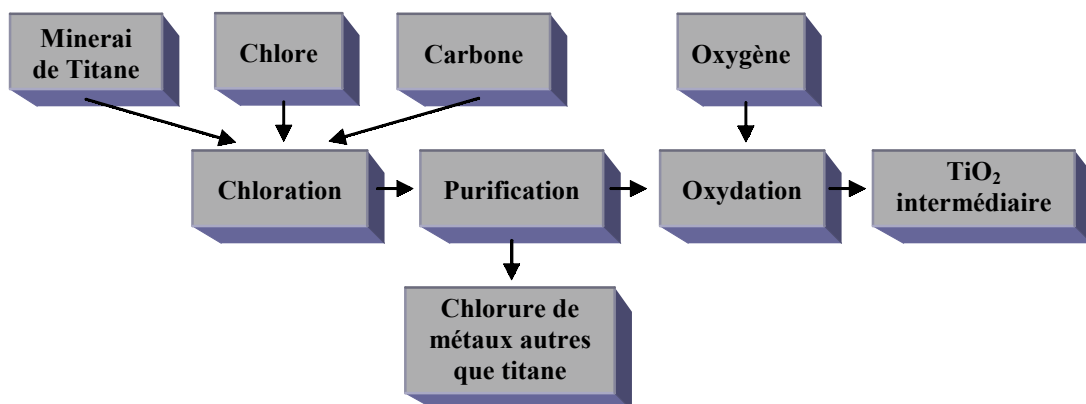 Minerai
de Titane
Chlore
Carbone
Oxygène
Chloration
Purification
Oxydation
TiO₂
intermédiaire
Chlorure de
métaux autres
que titane